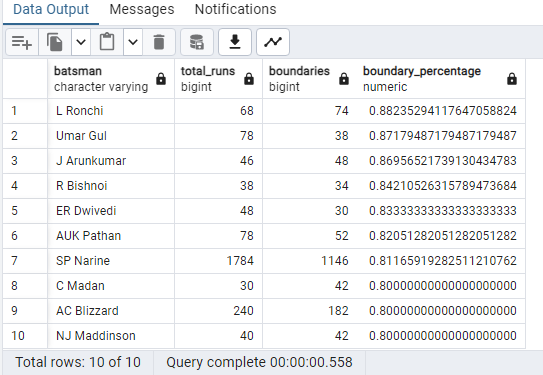 Data Output Messages Notifications
batsman total_runs boundaries boundary_percentage
character varying bigint bigint numeric
1 L Ronchi 68 74 0.88235294117647058824
2 Umar Gul 78 38 0.87179487179487179487
3 J Arunkumar 46 48 0.86956521739130434783
4 R Bishnoi 38 34 0.84210526315789473684
5 ER Dwivedi 48 30 0.83333333333333333333
6 AUK Pathan 78 52 0.82051282051282051282
7 SP Narine 1784 1146 0.81165919282511210762
8 C Madan 30 42 0.80000000000000000000
9 AC Blizzard 240 182 0.80000000000000000000
10 NJ Maddinson 40 42 0.80000000000000000000
Total rows: 10 of 10 Query complete 00:00:00.558